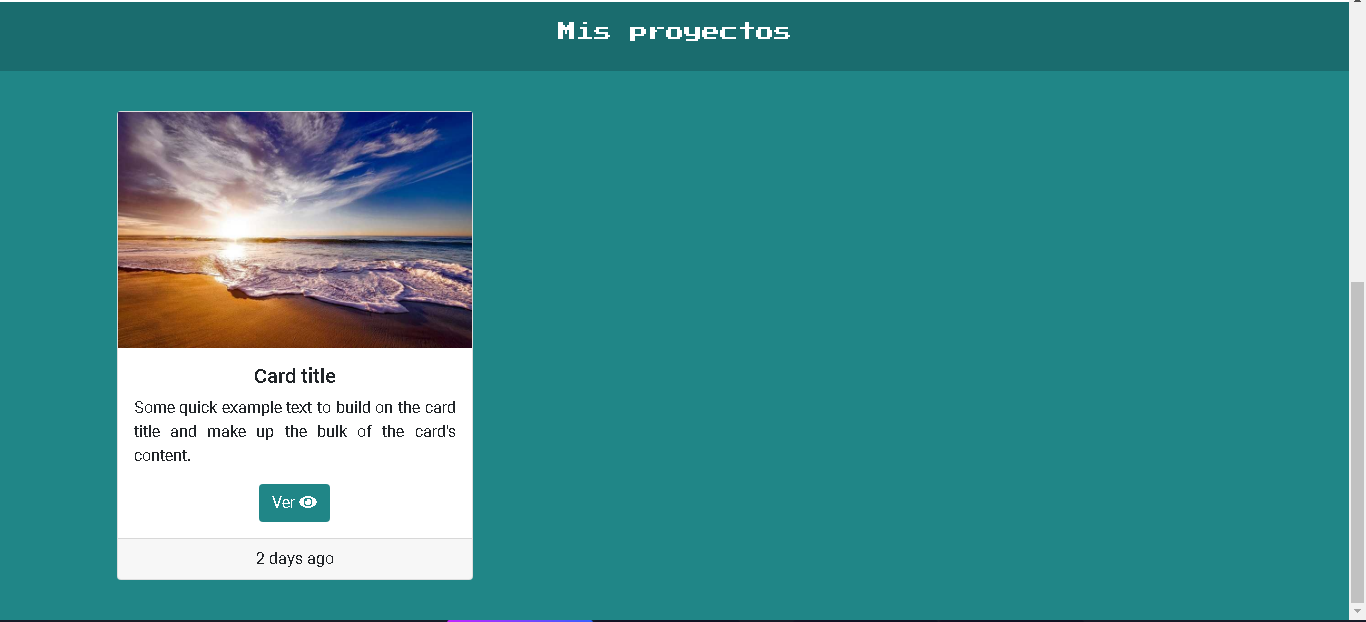 Mis proyectos
Card title
Some quick example text to build on the card
title and make up the bulk of the card's
content.
Ver
2 days ago